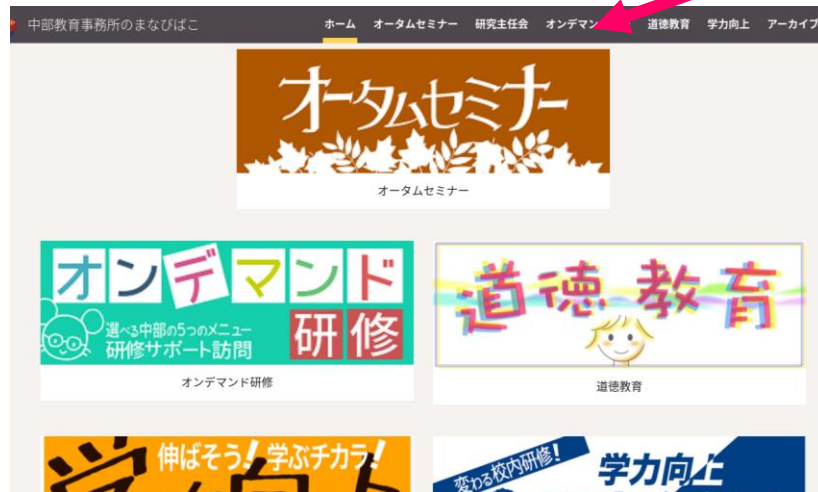 中部教育事務所のまなびばこ
ホーム オータムセミナー 研究主任会 オンデマン 道徳教育 学力向上 アーカイブ
オータムセミナー
オータムセミナー
オンデマンド
選べる中部の5つのメニュー
研修サポート訪問
研修
オンデマンド研修
道徳教育
道徳教育
伸ばそう!学ぶチカラ!
変わる校内研修!
学力向上